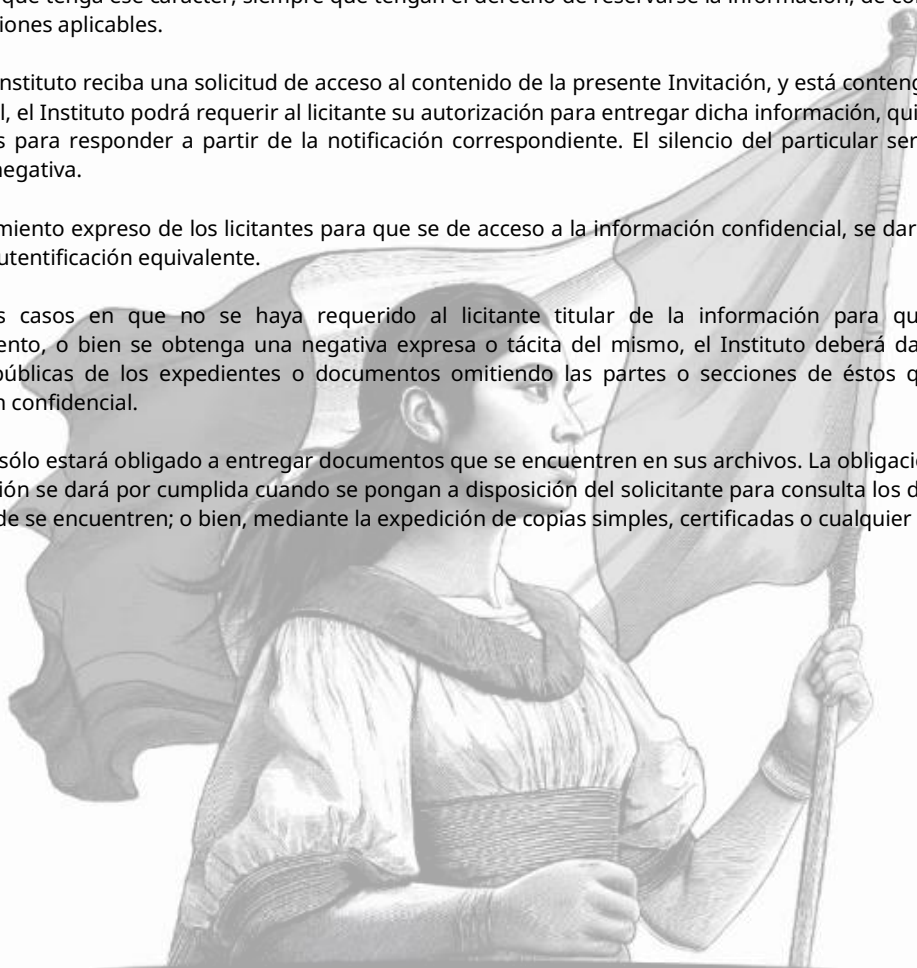 que tenga ese carácter, siempre que tengan el derecho de reservarse la información, de
iones aplicables.
nstituto reciba una solicitud de acceso al contenido de la presente Invitación, y está conteng
l, el Instituto podrá requerir al licitante su autorización para entregar dicha información, qui
s para responder a partir de la notificación correspondiente. El silencio del particular ser
negativa.
miento expreso de los licitantes para que se de acceso a la información confidencial, se dar
utentificación equivalente.
s casos en que no se haya requerido al licitante titular de la información para qu
ento, o bien se obtenga una negativa expresa o tácita del mismo, el Instituto deberá da
públicas de los expedientes o documentos omitiendo las partes o secciones de éstos q
n confidencial.
sólo estará obligado a entregar documentos que se encuentren en sus archivos. La obligaci
ión se dará por cumplida cuando se pongan a disposición del solicitante para consulta los d
de se encuentren; o bien, mediante la expedición de copias simples, certificadas o cualquier